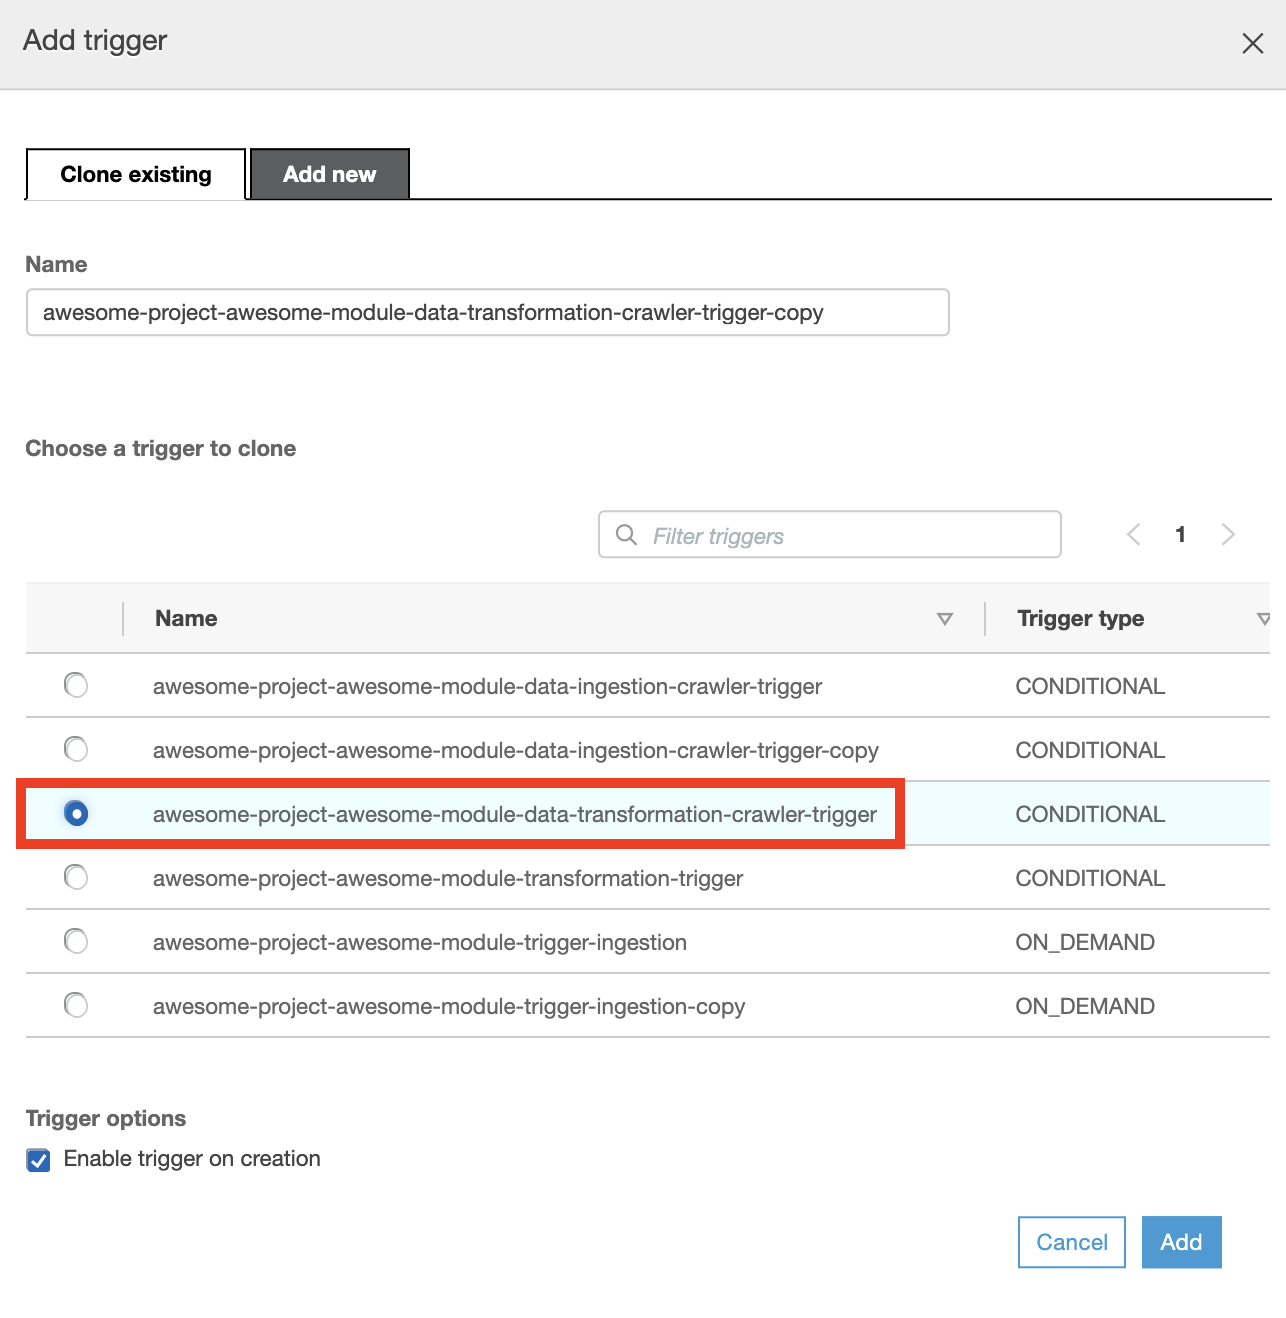 Add trigger
Clone existing Add new
Name
awesome-project-awesome-module-data-transformation-crawler-trigger-copy
Choose a trigger to clone
Filter triggers 1
Name Trigger type
awesome-project-awesome-module-data-ingestion-crawler-trigger CONDITIONAL
awesome-project-awesome-module-data-ingestion-crawler-trigger-copy CONDITIONAL
awesome-project-awesome-module-data-transformation-crawler-trigger CONDITIONAL
awesome-project-awesome-module-transformation-trigger CONDITIONAL
awesome-project-awesome-module-trigger-ingestion ON_DEMAND
awesome-project-awesome-module-trigger-ingestion-copy ON_DEMAND
Trigger options
Enable trigger on creation
Cancel Add